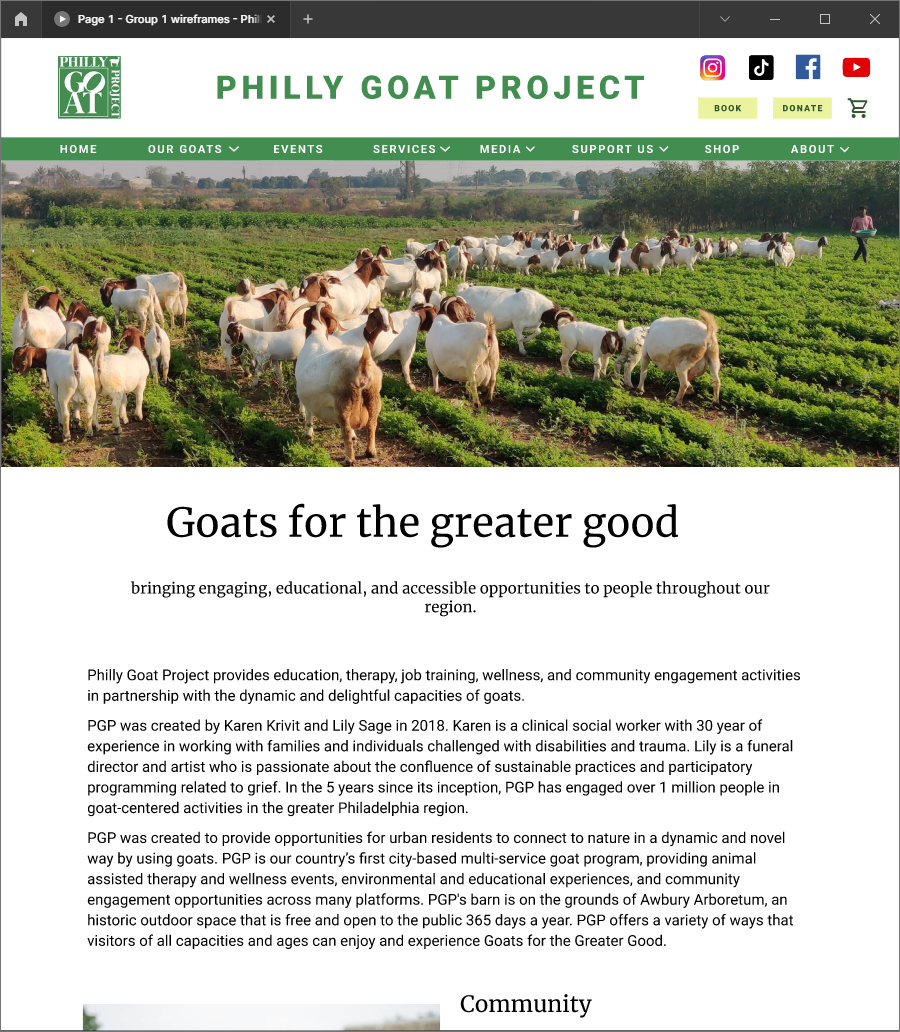 Page 1 - Group 1 wireframes - Phil
PHILLY
GO
AT
PROJECT
PHILLY GOAT PROJECT
BOOK
DONATE
HOME OUR GOATS EVENTS SERVICES MEDIA SUPPORT US SHOP ABOUT
Goats for the greater good
bringing engaging, educational, and accessible opportunities to people throughout our
region.
Philly Goat Project provides education, therapy, job training, wellness, and community engagement activities
in partnership with the dynamic and delightful capacities of goats.
PGP was created by Karen Krivit and Lily Sage in 2018. Karen is a clinical social worker with 30 year of
experience in working with families and individuals challenged with disabilities and trauma. Lily is a funeral
director and artist who is passionate about the confluence of sustainable practices and participatory
programming related to grief. In the 5 years since its inception, PGP has engaged over 1 million people in
goat-centered activities in the greater Philadelphia region.
PGP was created to provide opportunities for urban residents to connect to nature in a dynamic and novel
way by using goats. PGP is our country’s first city-based multi-service goat program, providing animal
assisted therapy and wellness events, environmental and educational experiences, and community
engagement opportunities across many platforms. PGP's barn is on the grounds of Awbury Arboretum, an
historic outdoor space that is free and open to the public 365 days a year. PGP offers a variety of ways that
visitors of all capacities and ages can enjoy and experience Goats for the Greater Good.
Community